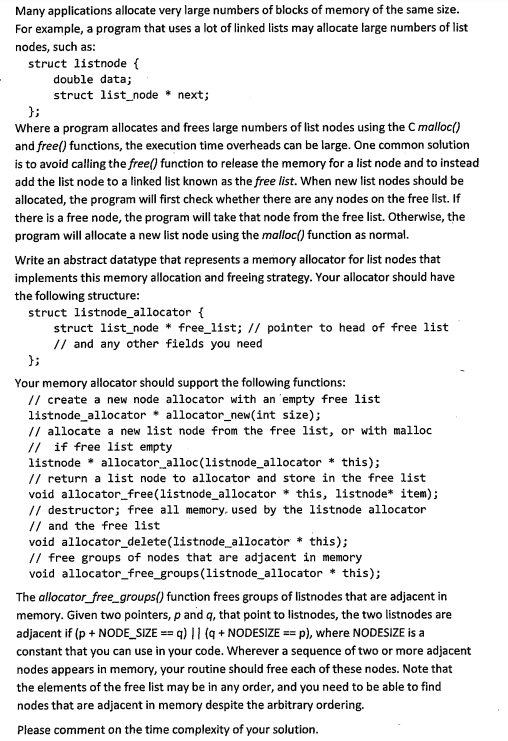 Many applications allocate very large numbers of blocks of memory of the same size.
For example, a program that uses a lot of linked lists may allocate large numbers of list
nodes, such as:
struct listnode {
double data;
struct list_node * next;
};
Where a program allocates and frees large numbers of list nodes using the C malloc()
and free() functions, the execution time overheads can be large. One common solution
is to avoid calling the free() function to release the memory for a list node and to instead
add the list node to a linked list known as the free list. When new list nodes should be
allocated, the program will first check whether there are any nodes on the free list. If
there is a free node, the program will take that node from the free list. Otherwise, the
program will allocate a new list node using the malloc() function as normal.
Write an abstract datatype that represents a memory allocator for list nodes that
implements this memory allocation and freeing strategy. Your allocator should have
the following structure:
struct listnode_allocator {
struct list_node * free_list; // pointer to head of free list
// and any other fields you need
};
Your memory allocator should support the following functions:
// create a new node allocator with an empty free list
listnode_allocator * allocator_new(int size);
// allocate a new list node from the free list, or with malloc
// if free list empty
listnode * allocator_alloc(listnode_allocator * this);
// return a list node to allocator and store in the free list
void allocator_free(listnode_allocator * this, listnode* item);
// destructor; free all memory used by the listnode allocator
// and the free list
void allocator_delete(listnode_allocator * this);
// free groups of nodes that are adjacent in memory
void allocator_free_groups(listnode_allocator * this);
The allocator_free_groups() function frees groups of listnodes that are adjacent in
memory. Given two pointers, p and q, that point to listnodes, the two listnodes are
adjacent if (p + NODE_SIZE == q) || (q + NODESIZE == p), where NODESIZE is a
constant that you can use in your code. Wherever a sequence of two or more adjacent
nodes appears in memory, your routine should free each of these nodes. Note that
the elements of the free list may be in any order, and you need to be able to find
nodes that are adjacent in memory despite the arbitrary ordering.
Please comment on the time complexity of your solution.